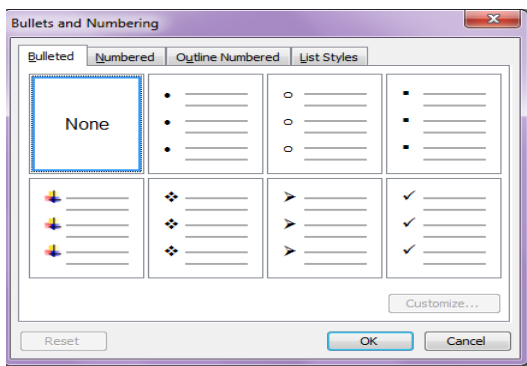 Bullets and Numbering
Bulleted Numbered Outline Numbered List Styles
None
Customize...
Reset OK Cancel